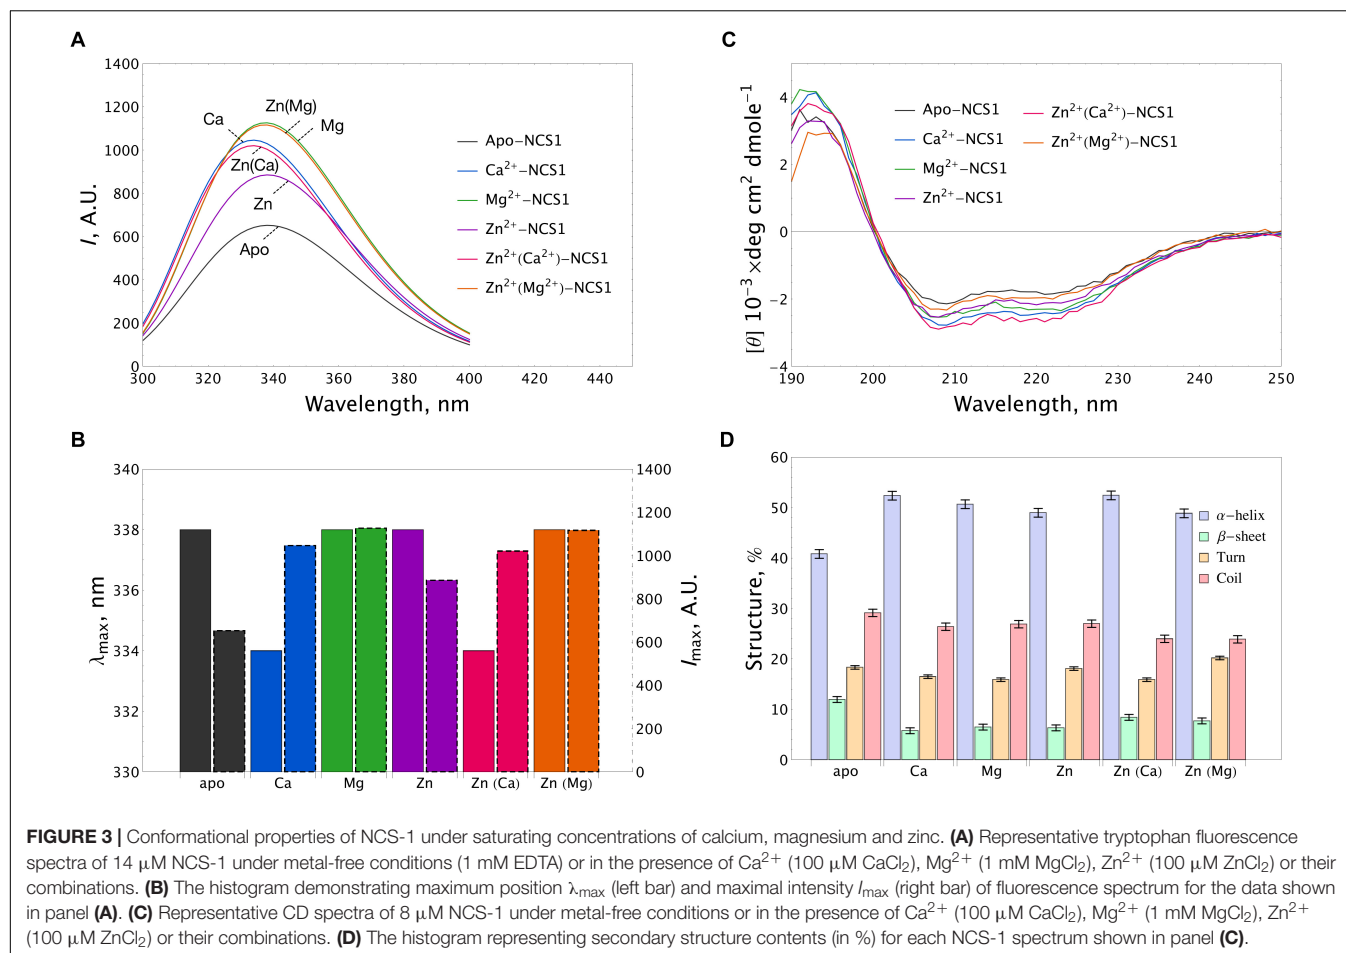 A
1400
1200
1000
800
600
400
200
0
I, A.U.
300
320
340
360
380
400
420
440
Wavelength, nm
Ca
Zn(Mg)
Mg
Zn(Ca)
Zn
Apo
Apo–NCS1
Ca²⁺–NCS1
Mg²⁺–NCS1
Zn²⁺–NCS1
Zn²⁺(Ca²⁺)–NCS1
Zn²⁺(Mg²⁺)–NCS1
C
4
2
0
−2
−4
[θ] 10⁻³ ×deg cm² dmole⁻¹
190
200
210
220
230
240
250
Wavelength, nm
Apo–NCS1
Ca²⁺–NCS1
Mg²⁺–NCS1
Zn²⁺–NCS1
Zn²⁺(Ca²⁺)–NCS1
Zn²⁺(Mg²⁺)–NCS1
B
340
338
336
334
332
330
λmax, nm
1400
1200
1000
800
600
400
200
0
Imax, A.U.
apo
Ca
Mg
Zn
Zn (Ca)
Zn (Mg)
D
60
50
40
30
20
10
0
Structure, %
α–helix
β–sheet
Turn
Coil
apo
Ca
Mg
Zn
Zn (Ca)
Zn (Mg)
FIGURE 3 | Conformational properties of NCS-1 under saturating concentrations of calcium, magnesium and zinc. (A) Representative tryptophan fluorescence
spectra of 14 μM NCS-1 under metal-free conditions (1 mM EDTA) or in the presence of Ca²⁺ (100 μM CaCl₂), Mg²⁺ (1 mM MgCl₂), Zn²⁺ (100 μM ZnCl₂) or their
combinations. (B) The histogram demonstrating maximum position λmax (left bar) and maximal intensity Imax (right bar) of fluorescence spectrum for the data shown
in panel (A). (C) Representative CD spectra of 8 μM NCS-1 under metal-free conditions or in the presence of Ca²⁺ (100 μM CaCl₂), Mg²⁺ (1 mM MgCl₂), Zn²⁺
(100 μM ZnCl₂) or their combinations. (D) The histogram representing secondary structure contents (in %) for each NCS-1 spectrum shown in panel (C).